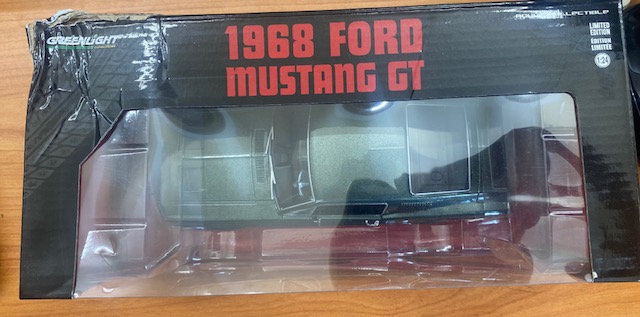 GREENLIGHT
1968 FORD
MUSTANG GT
LIMITED
EDITION
ÉDITION
LIMITÉE
1:24